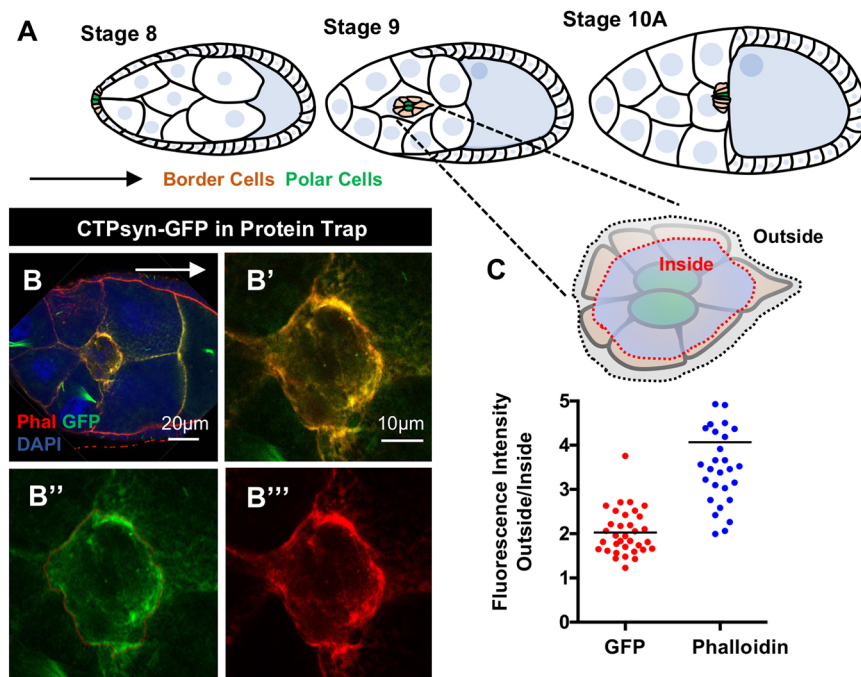 A
Stage 8
Stage 9
Stage 10A
Border Cells Polar Cells
CTPsyn-GFP in Protein Trap
B
Phal GFP
DAPI
20μm
B'
10μm
B''
B'''
C
Outside
Inside
Fluorescence Intensity
Outside/Inside
5
4
3
2
1
0
GFP
Phalloidin